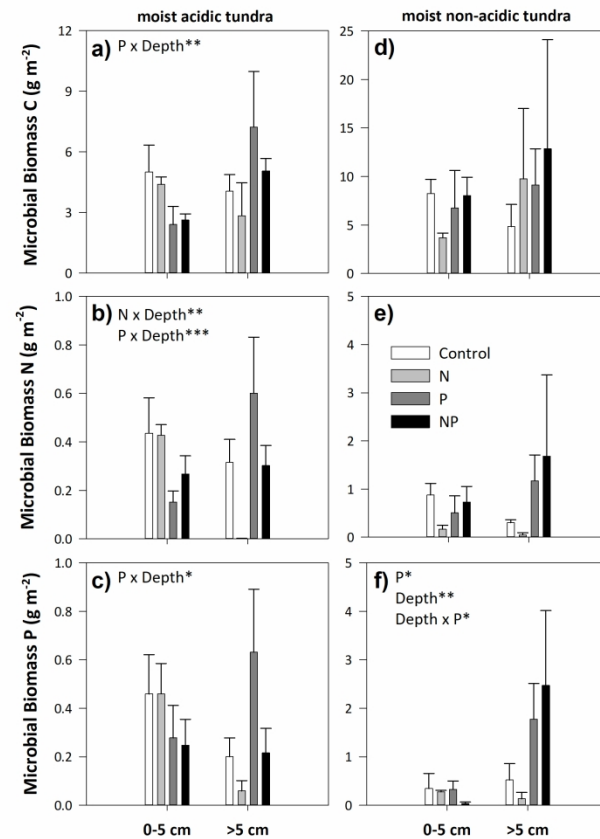 moist acidic tundra
moist non-acidic tundra
Microbial Biomass C (g m⁻²)
12
9
6
3
0
a) P x Depth**
25
20
15
10
5
0
d)
Microbial Biomass N (g m⁻²)
1.0
0.8
0.6
0.4
0.2
0.0
b) N x Depth**
P x Depth***
5
4
3
2
1
0
e)
Control
N
P
NP
Microbial Biomass P (g m⁻²)
1.0
0.8
0.6
0.4
0.2
0.0
c) P x Depth*
5
4
3
2
1
0
f) P*
Depth**
Depth x P*
0-5 cm
>5 cm
0-5 cm
>5 cm